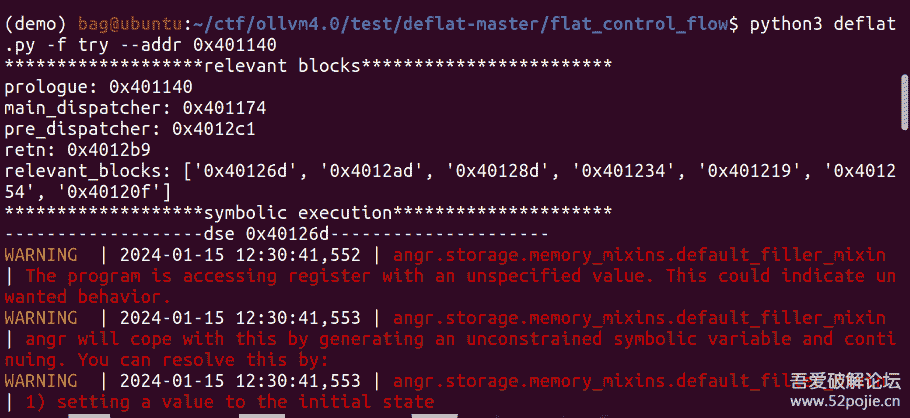 (demo) bag@ubuntu:~/ctf/ollvm4.0/test/deflat-master/flat_control_flow$ python3 deflat
.py -f try --addr 0x401140
*******************relevant blocks************************
prologue: 0x401140
main_dispatcher: 0x401174
pre_dispatcher: 0x4012c1
retn: 0x4012b9
relevant_blocks: ['0x40126d', '0x4012ad', '0x40128d', '0x401234', '0x401219', '0x4012
54', '0x40120f']
*******************symbolic execution*********************
-------------------dse 0x40126d---------------------
WARNING  | 2024-01-15 12:30:41,552 | angr.storage.memory_mixins.default_filler_mixin
| The program is accessing register with an unspecified value. This could indicate un
wanted behavior.
WARNING  | 2024-01-15 12:30:41,553 | angr.storage.memory_mixins.default_filler_mixin
| angr will cope with this by generating an unconstrained symbolic variable and conti
nuing. You can resolve this by:
WARNING  | 2024-01-15 12:30:41,553 | angr.storage.memory_mixins.default_filler_mixin
| 1) setting a value to the initial state
吾爱破解论坛
www.52pojie.cn